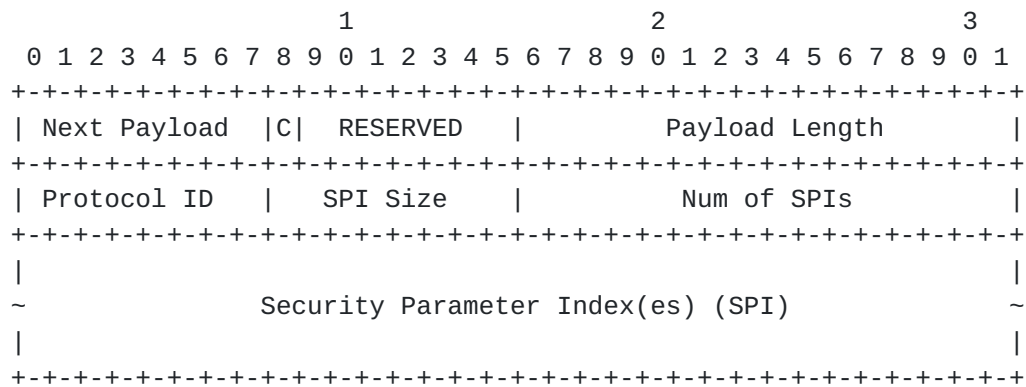 1                   2                   3
 0 1 2 3 4 5 6 7 8 9 0 1 2 3 4 5 6 7 8 9 0 1 2 3 4 5 6 7 8 9 0 1
+-+-+-+-+-+-+-+-+-+-+-+-+-+-+-+-+-+-+-+-+-+-+-+-+-+-+-+-+-+-+-+-+
| Next Payload  |C|  RESERVED   |         Payload Length        |
+-+-+-+-+-+-+-+-+-+-+-+-+-+-+-+-+-+-+-+-+-+-+-+-+-+-+-+-+-+-+-+-+
| Protocol ID   |   SPI Size    |          Num of SPIs          |
+-+-+-+-+-+-+-+-+-+-+-+-+-+-+-+-+-+-+-+-+-+-+-+-+-+-+-+-+-+-+-+-+
|                                                               |
~               Security Parameter Index(es) (SPI)              ~
|                                                               |
+-+-+-+-+-+-+-+-+-+-+-+-+-+-+-+-+-+-+-+-+-+-+-+-+-+-+-+-+-+-+-+-+